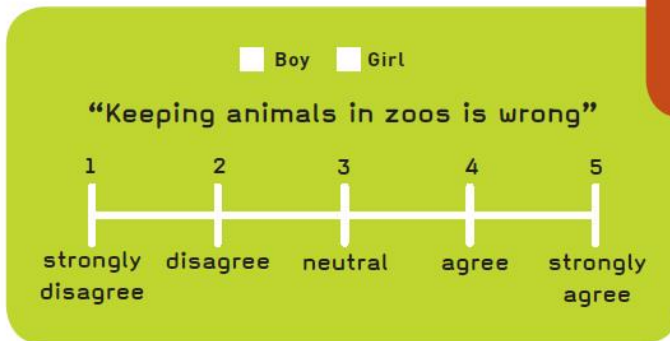 Boy Girl
“Keeping animals in zoos is wrong”
1 2 3 4 5
strongly disagree neutral agree strongly
disagree agree